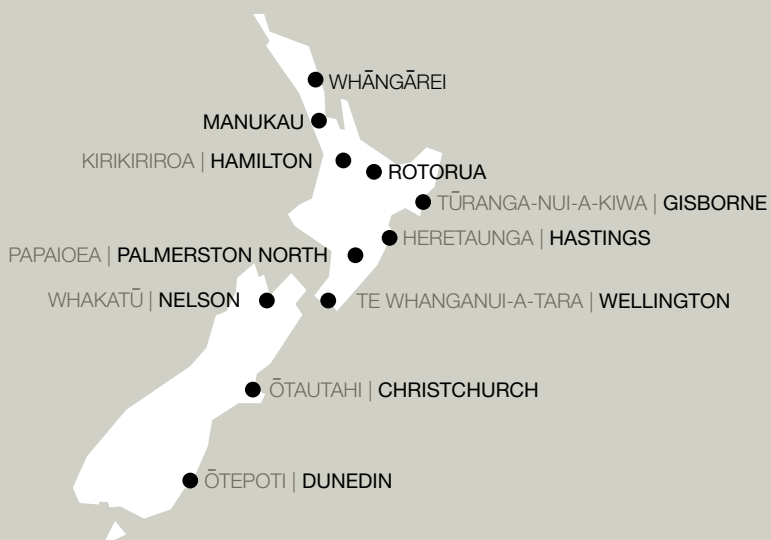 WHĀNGĀREI
MANUKAU
KIRIKIRIROA | HAMILTON
ROTORUA
TŪRANGA-NUI-A-KIWA | GISBORNE
HERETAUNGA | HASTINGS
PAPAIOEA | PALMERSTON NORTH
WHAKATŪ | NELSON
TE WHANGANUI-A-TARA | WELLINGTON
ŌTAUTAHI | CHRISTCHURCH
ŌTEPOTI | DUNEDIN